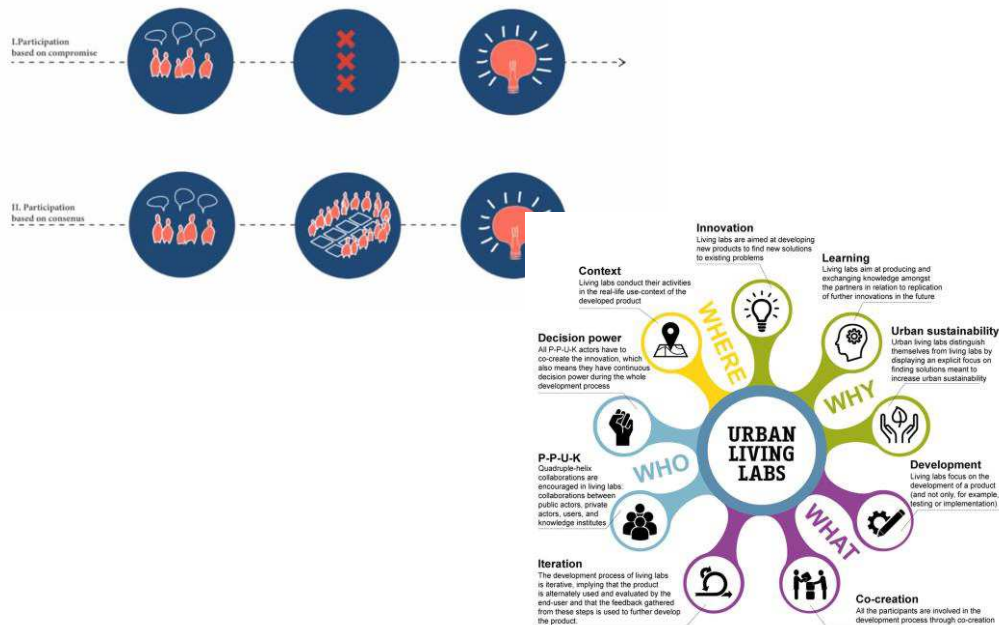 I.Participation
based on compromise
II. Participation
based on consenus
Innovation
Living labs are aimed at developing
new products to find new solutions
to existing problems
Learning
Living labs aim at producing and
exchanging knowledge amongst
the partners in relation to replication
of further innovations in the future
Context
Living labs conduct their activities
in the real-life use-context of the
developed product
Urban sustainability
Urban living labs distinguish
themselves from living labs by
displaying an explicit focus on
finding solutions meant to
increase urban sustainability
Decision power
All P-P-U-K actors have to
co-create the innovation, which
also means they have continuous
decision power during the whole
development process
WHERE
WHY
URBAN
LIVING
LABS
WHO
WHAT
P-P-U-K
Quadruple-helix
collaborations are
encouraged in living labs:
collaborations between
public actors, private
actors, users, and
knowledge institutes
Development
Living labs focus on the
development of a product
(and not only, for example,
testing or implementation)
Iteration
The development process of living labs
is iterative, implying that the product
is alternately used and evaluated by the
end-user and that the feedback gathered
from these steps is used to further develop
the product.
Co-creation
All the participants are involved in the
development process through co-creation